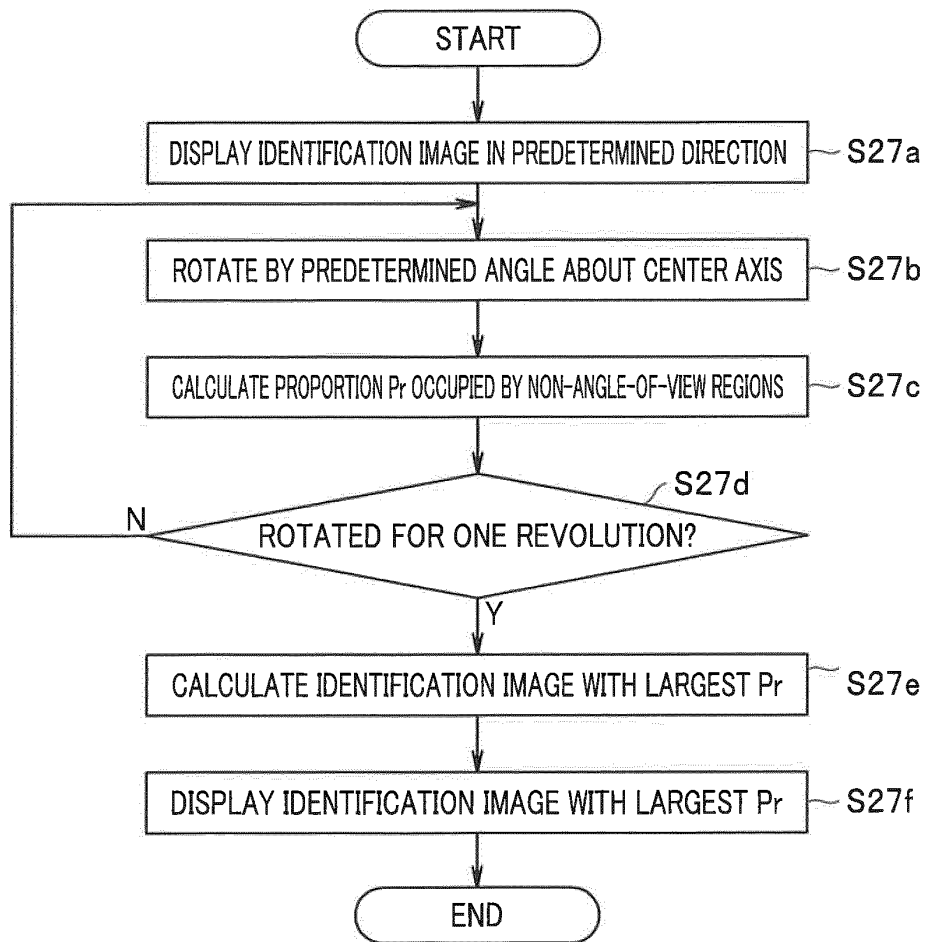 START
DISPLAY IDENTIFICATION IMAGE IN PREDETERMINED DIRECTION S27a
ROTATE BY PREDETERMINED ANGLE ABOUT CENTER AXIS S27b
CALCULATE PROPORTION Pr OCCUPIED BY NON-ANGLE-OF-VIEW REGIONS S27c
S27d
N
ROTATED FOR ONE REVOLUTION?
Y
CALCULATE IDENTIFICATION IMAGE WITH LARGEST Pr S27e
DISPLAY IDENTIFICATION IMAGE WITH LARGEST Pr S27f
END